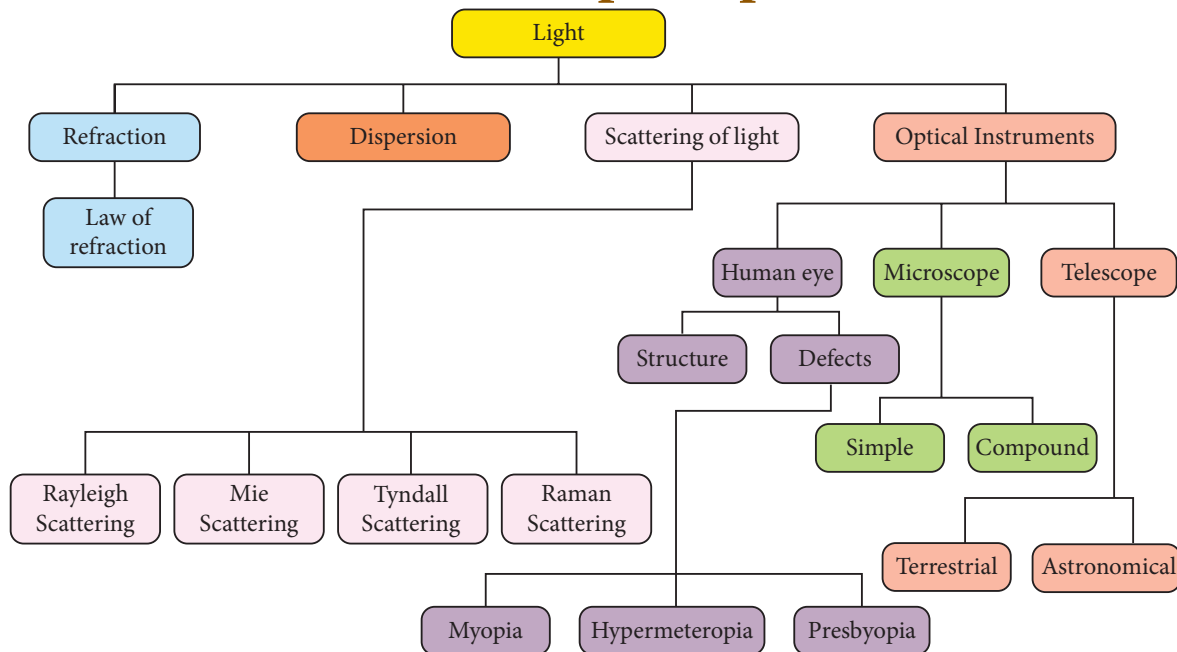 Light
Refraction
Dispersion
Scattering of light
Optical Instruments
Law of
refraction
Human eye
Microscope
Telescope
Structure
Defects
Simple
Compound
Rayleigh
Scattering
Mie
Scattering
Tyndall
Scattering
Raman
Scattering
Terrestrial
Astronomical
Myopia
Hypermeteropia
Presbyopia